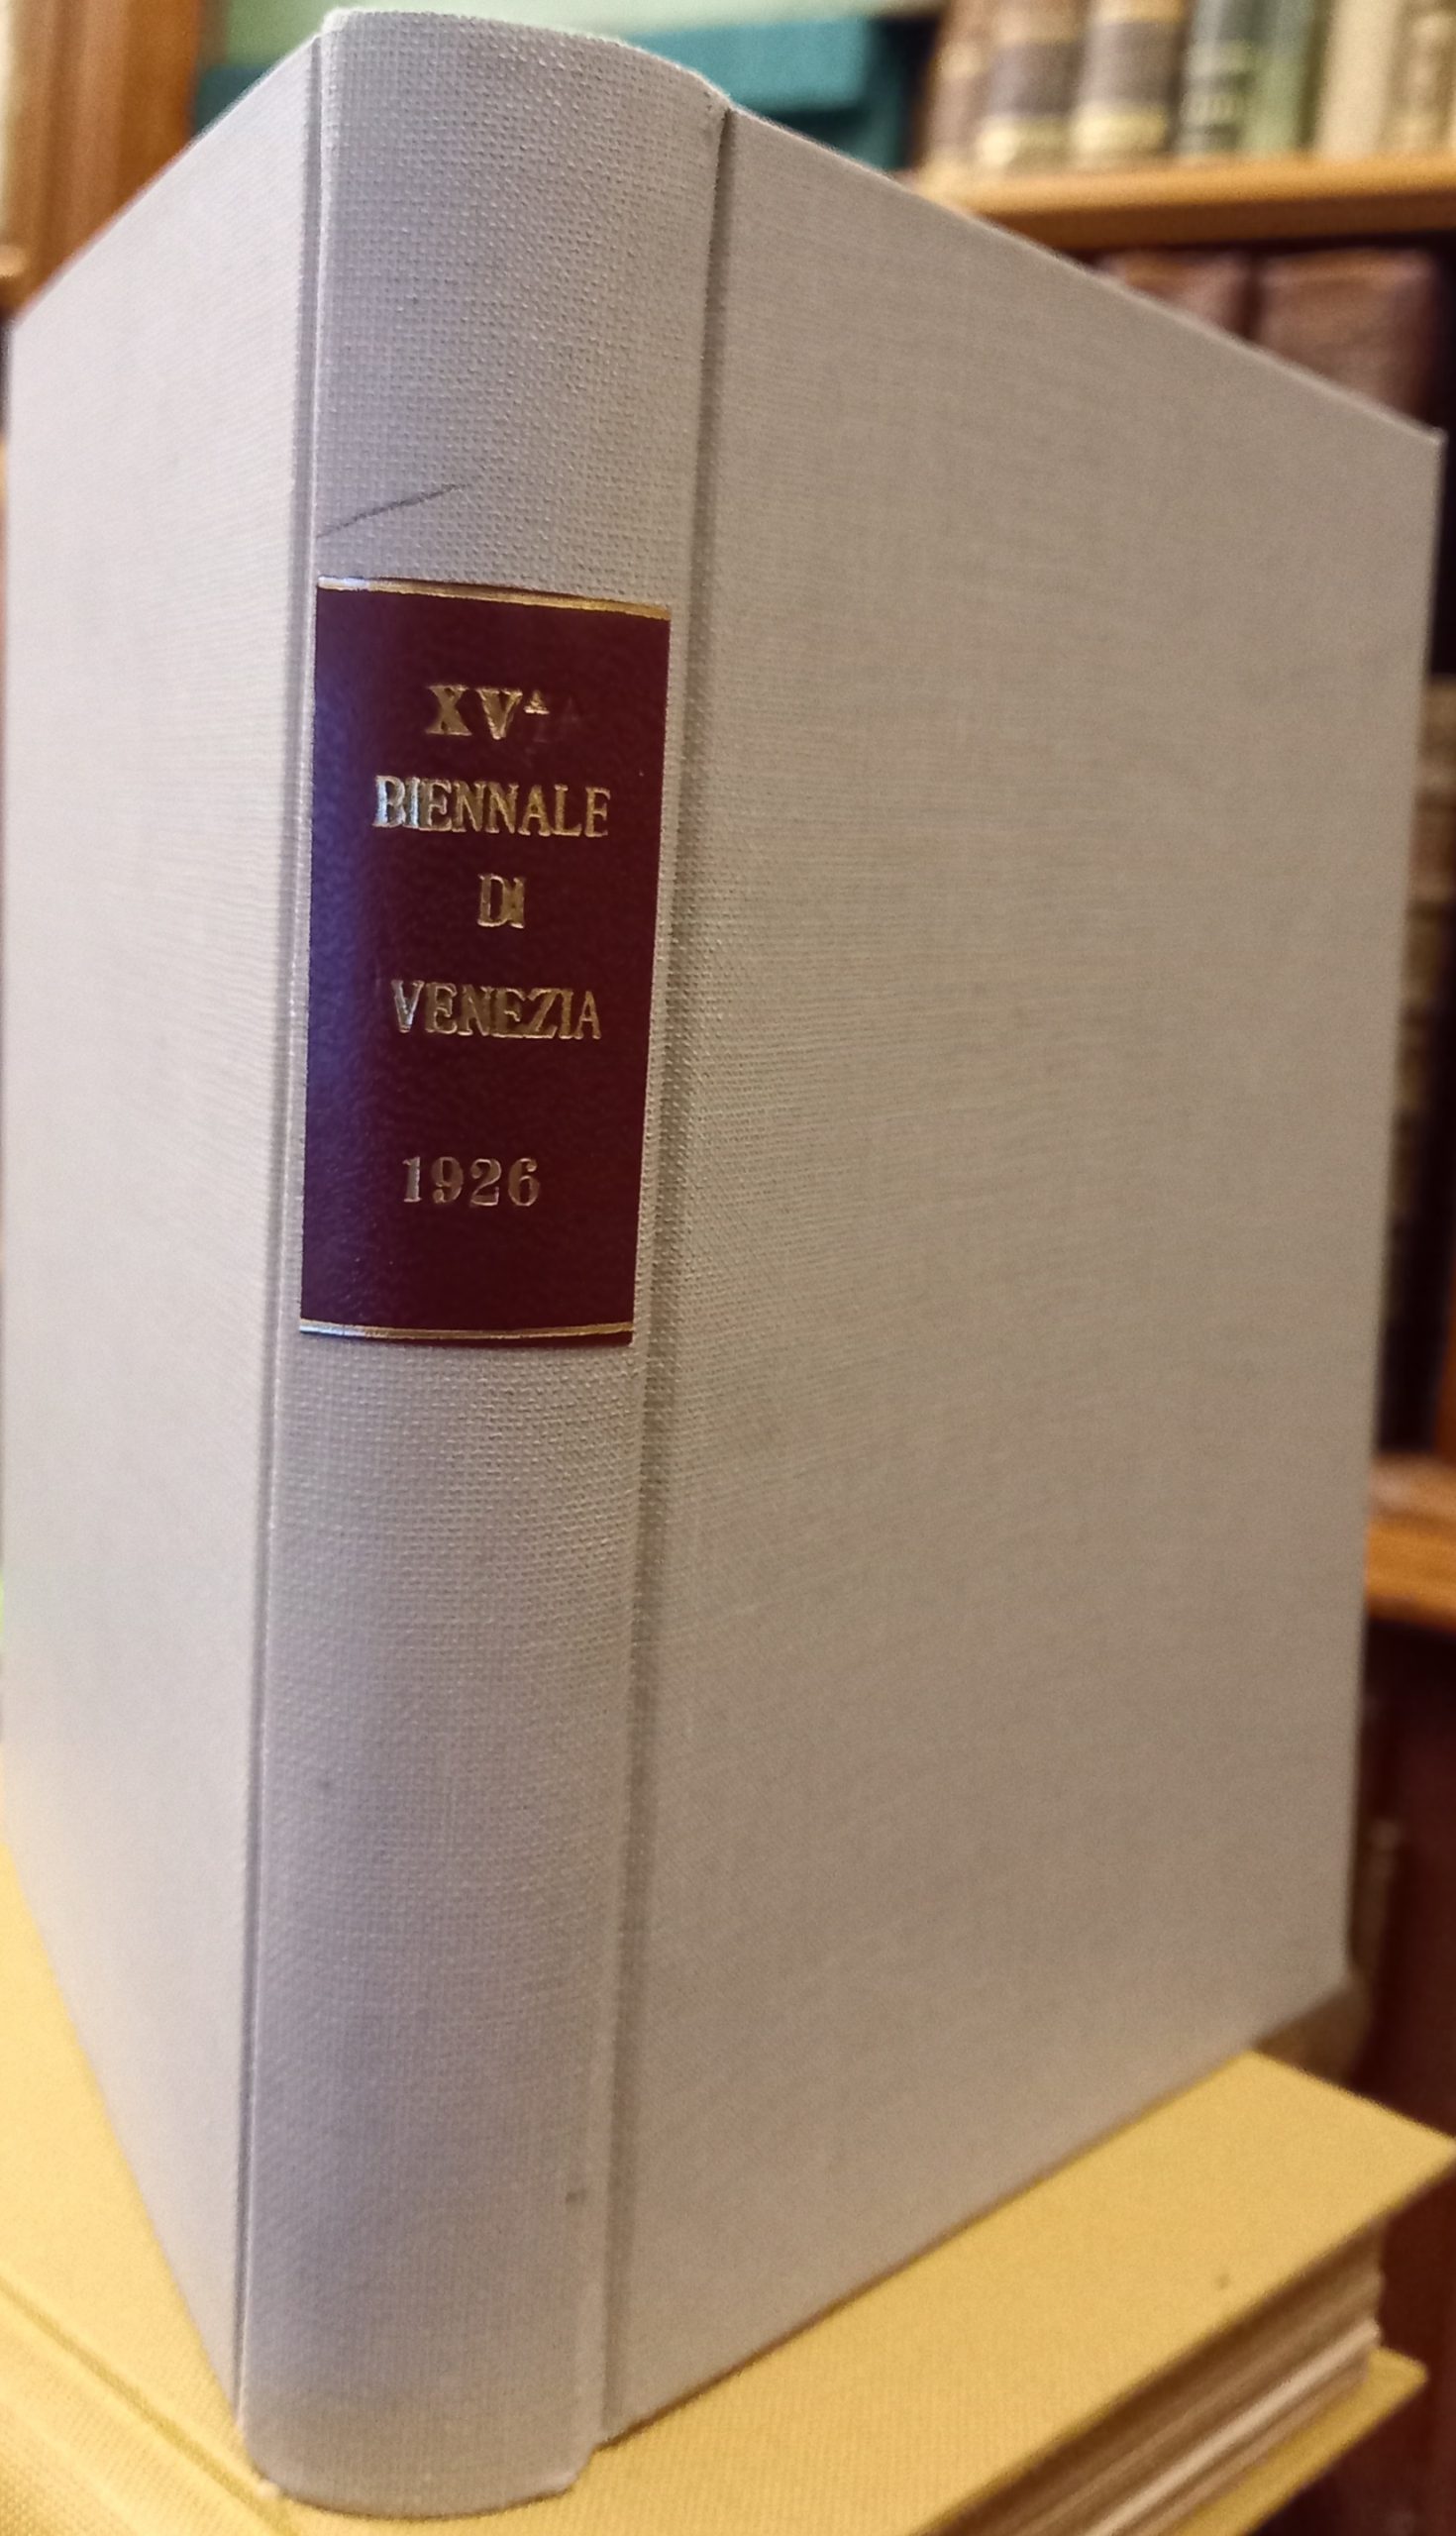 XVᴬ
BIENNALE
DI
VENEZIA
1926